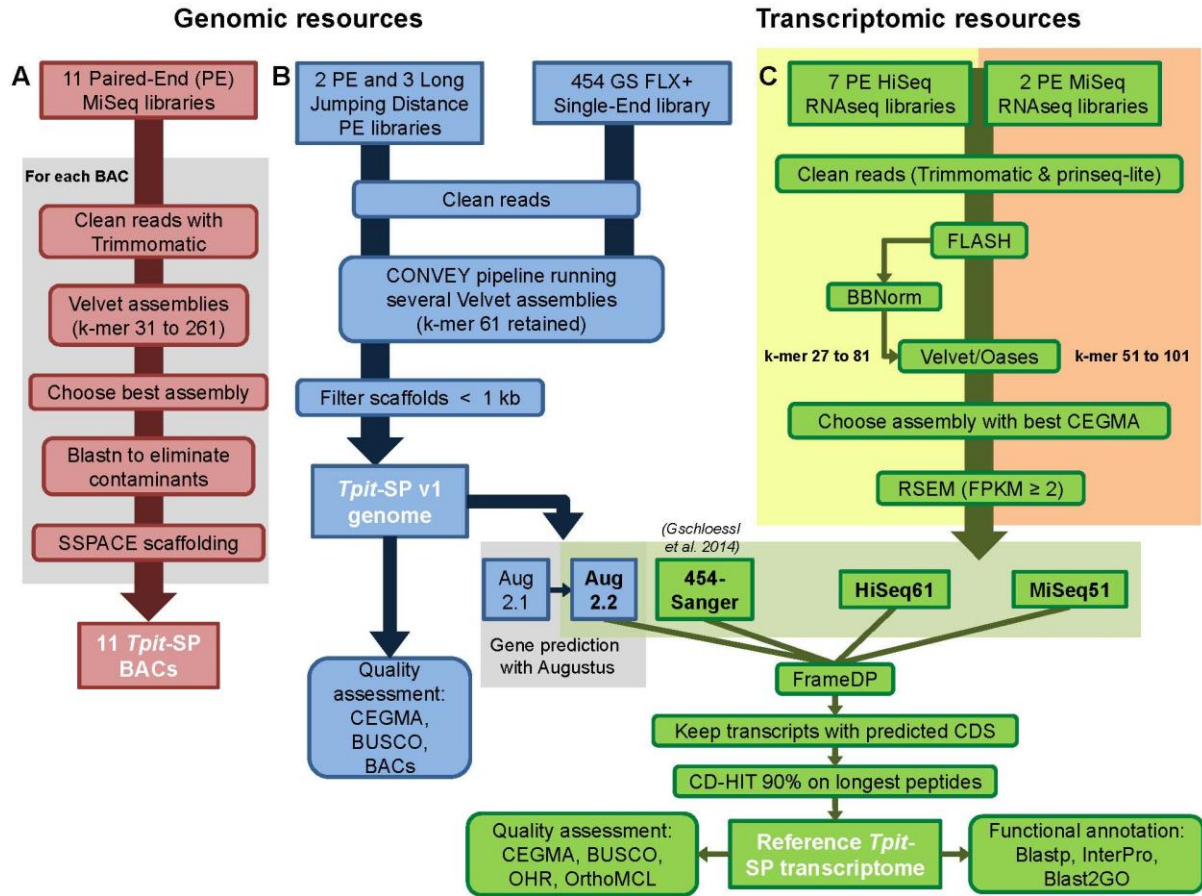 Genomic resources
Transcriptomic resources
A
11 Paired-End (PE)
MiSeq libraries
For each BAC
Clean reads with
Trimmomatic
Velvet assemblies
(k-mer 31 to 261)
Choose best assembly
Blastn to eliminate
contaminants
SSPACE scaffolding
11 Tpit-SP
BACs
B
2 PE and 3 Long
Jumping Distance
PE libraries
454 GS FLX+
Single-End library
Clean reads
CONVEY pipeline running
several Velvet assemblies
(k-mer 61 retained)
Filter scaffolds < 1 kb
Tpit-SP v1
genome
Quality
assessment:
CEGMA,
BUSCO,
BACs
Aug
2.1
Aug
2.2
Gene prediction
with Augustus
C
7 PE HiSeq
RNAseq libraries
2 PE MiSeq
RNAseq libraries
Clean reads (Trimmomatic & prinseq-lite)
FLASH
BBNorm
k-mer 27 to 81
Velvet/Oases
k-mer 51 to 101
Choose assembly with best CEGMA
RSEM (FPKM ≥ 2)
(Gschloessl
et al. 2014)
454-
Sanger
HiSeq61
MiSeq51
FrameDP
Keep transcripts with predicted CDS
CD-HIT 90% on longest peptides
Reference Tpit-
SP transcriptome
Quality assessment:
CEGMA, BUSCO,
OHR, OrthoMCL
Functional annotation:
Blastp, InterPro,
Blast2GO